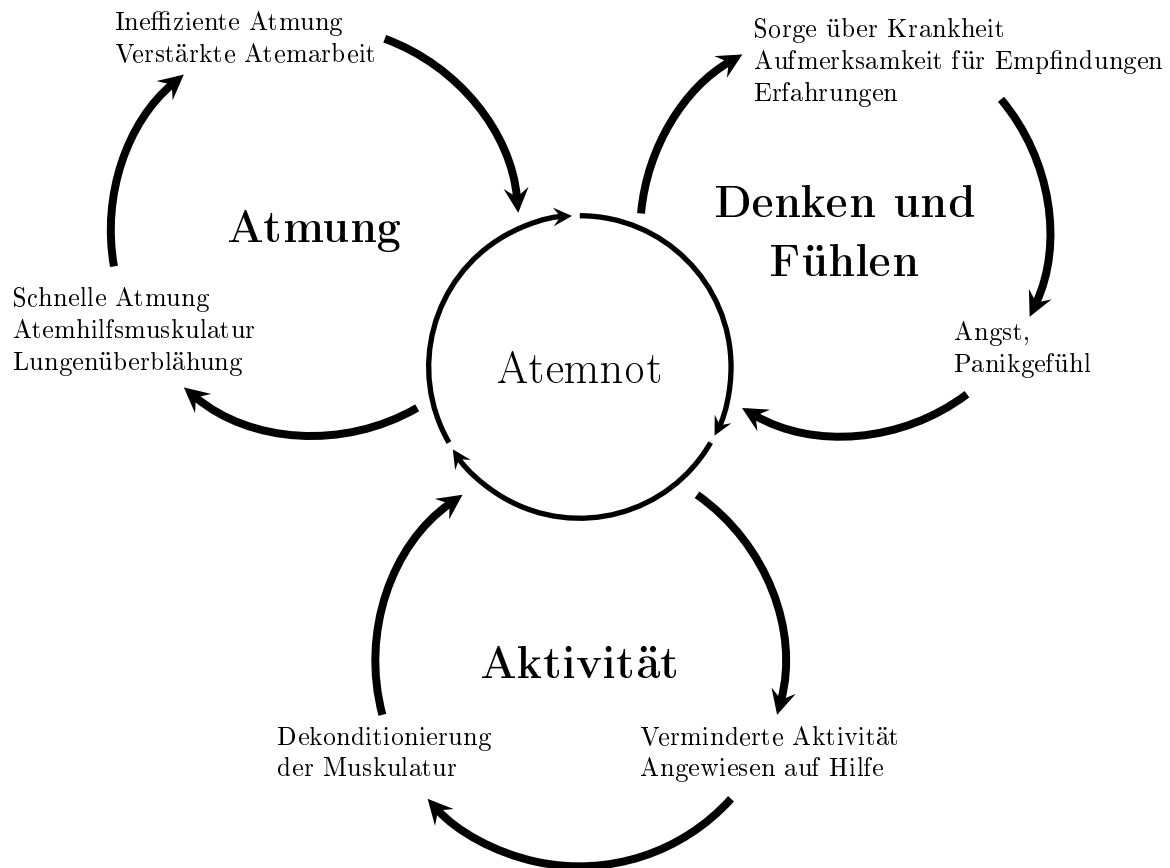 Ineffiziente Atmung
Verstärkte Atemarbeit
Sorge über Krankheit
Aufmerksamkeit für Empfindungen
Erfahrungen
Atmung
Denken und
Fühlen
Schnelle Atmung
Atemhilfsmuskulatur
Lungenüberblähung
Angst,
Panikgefühl
Atemnot
Aktivität
Dekonditionierung
der Muskulatur
Verminderte Aktivität
Angewiesen auf Hilfe